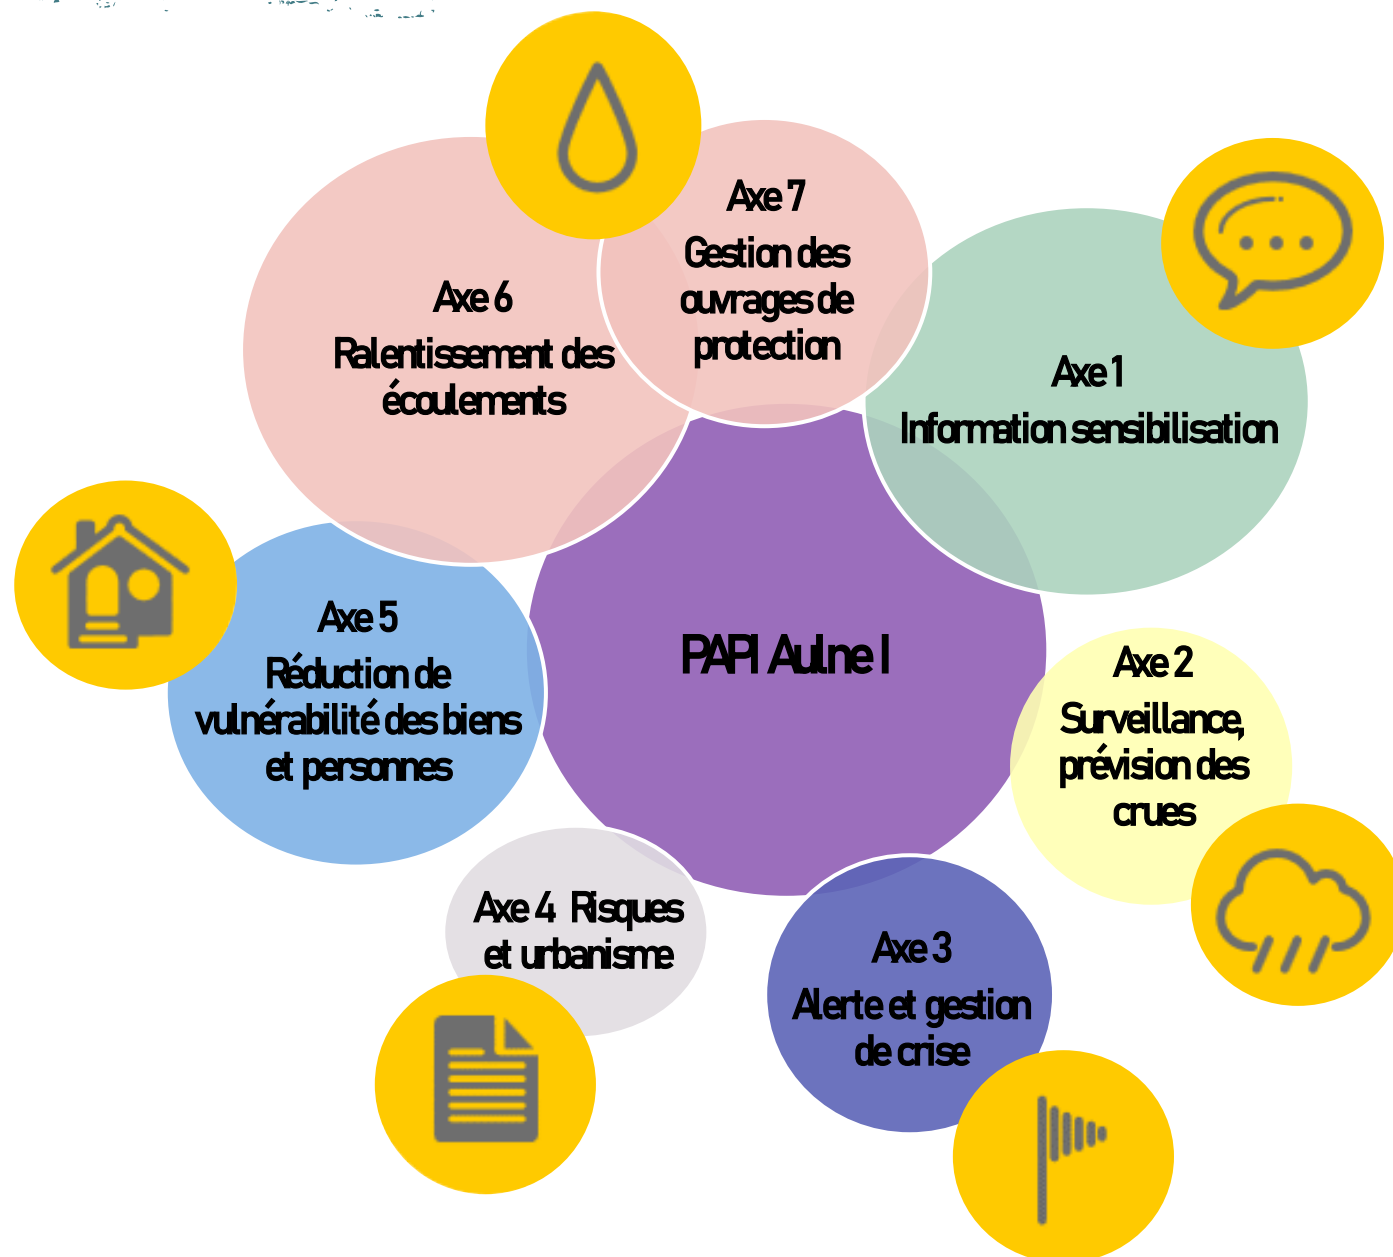 Axe 7
Gestion des
ouvrages de
protection
Axe 6
Ralentissement des
écoulements
Axe 1
Information sensibilisation
Axe 5
Réduction de
vulnérabilité des biens
et personnes
PAPI Aulne I
Axe 2
Surveillance,
prévision des
crues
Axe 4 Risques
et urbanisme
Axe 3
Alerte et gestion
de crise